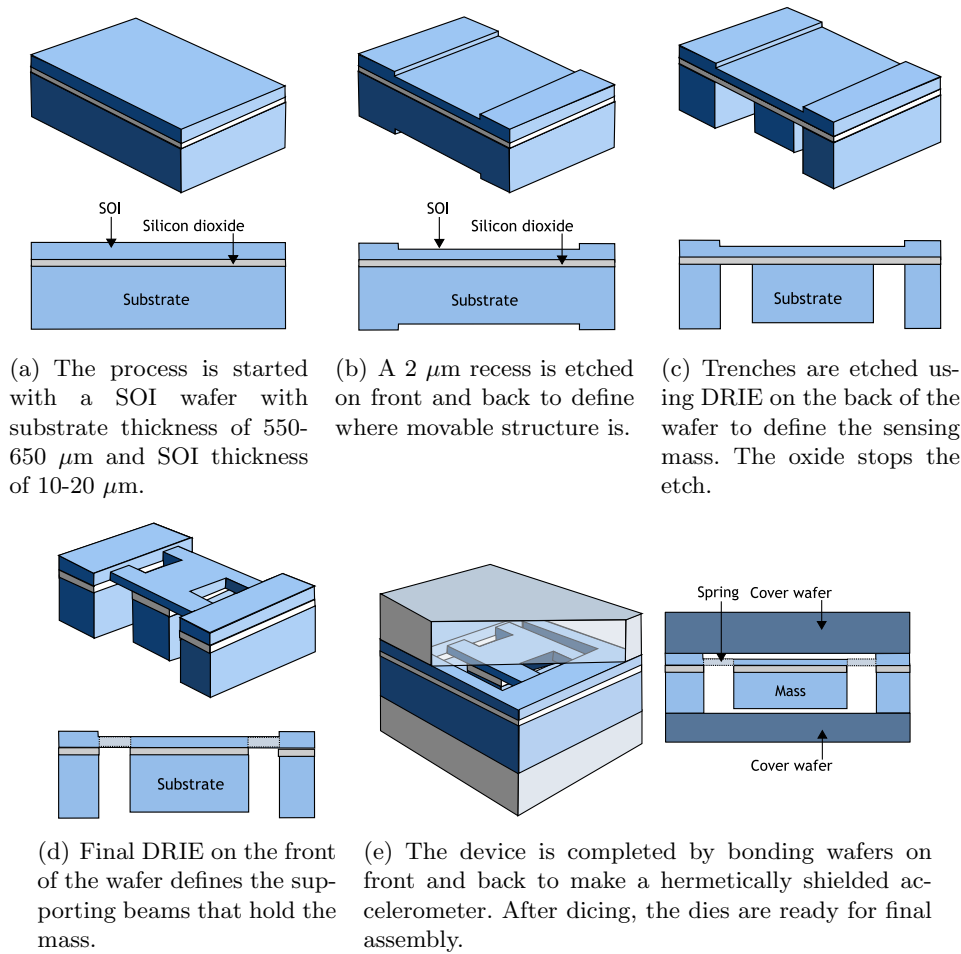 SOI
Silicon dioxide
Substrate
(a) The process is started
with a SOI wafer with
substrate thickness of 550-
650 μm and SOI thickness
of 10-20 μm.
SOI
Silicon dioxide
Substrate
(b) A 2 μm recess is etched
on front and back to define
where movable structure is.
Substrate
(c) Trenches are etched us-
ing DRIE on the back of the
wafer to define the sensing
mass. The oxide stops the
etch.
Substrate
(d) Final DRIE on the front
of the wafer defines the sup-
porting beams that hold the
mass.
Spring
Cover wafer
Mass
Cover wafer
(e) The device is completed by bonding wafers on
front and back to make a hermetically shielded ac-
celerometer. After dicing, the dies are ready for final
assembly.